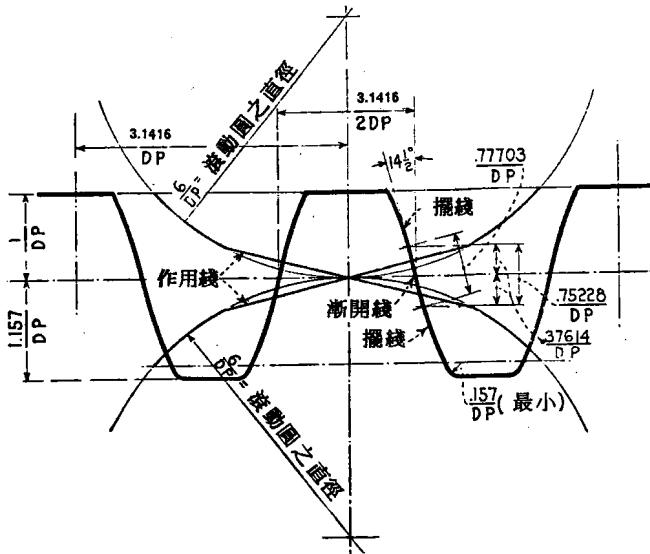 3.1416
DP
3.1416
2DP
6/DP = 滾動圓之直徑
14½°
.77703
DP
擺綫
1
DP
作用綫
漸開綫
擺綫
.75228
DP
.37614
DP
1.157
DP
6/DP = 滾動圓之直徑
.157
DP (最小)